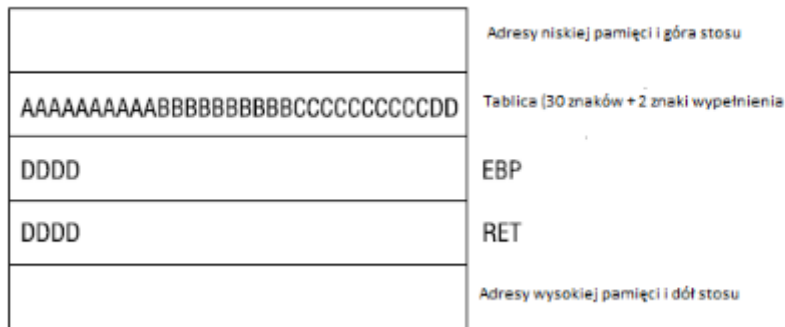 Adresy niskiej pamięci i góra stosu
AAAAAAAAAABBBBBBBBBBCCCCCCCCCCDD
Tablica (30 znaków + 2 znaki wypełnienia
DDDD
EBP
DDDD
RET
Adresy wysokiej pamięci i dół stosu